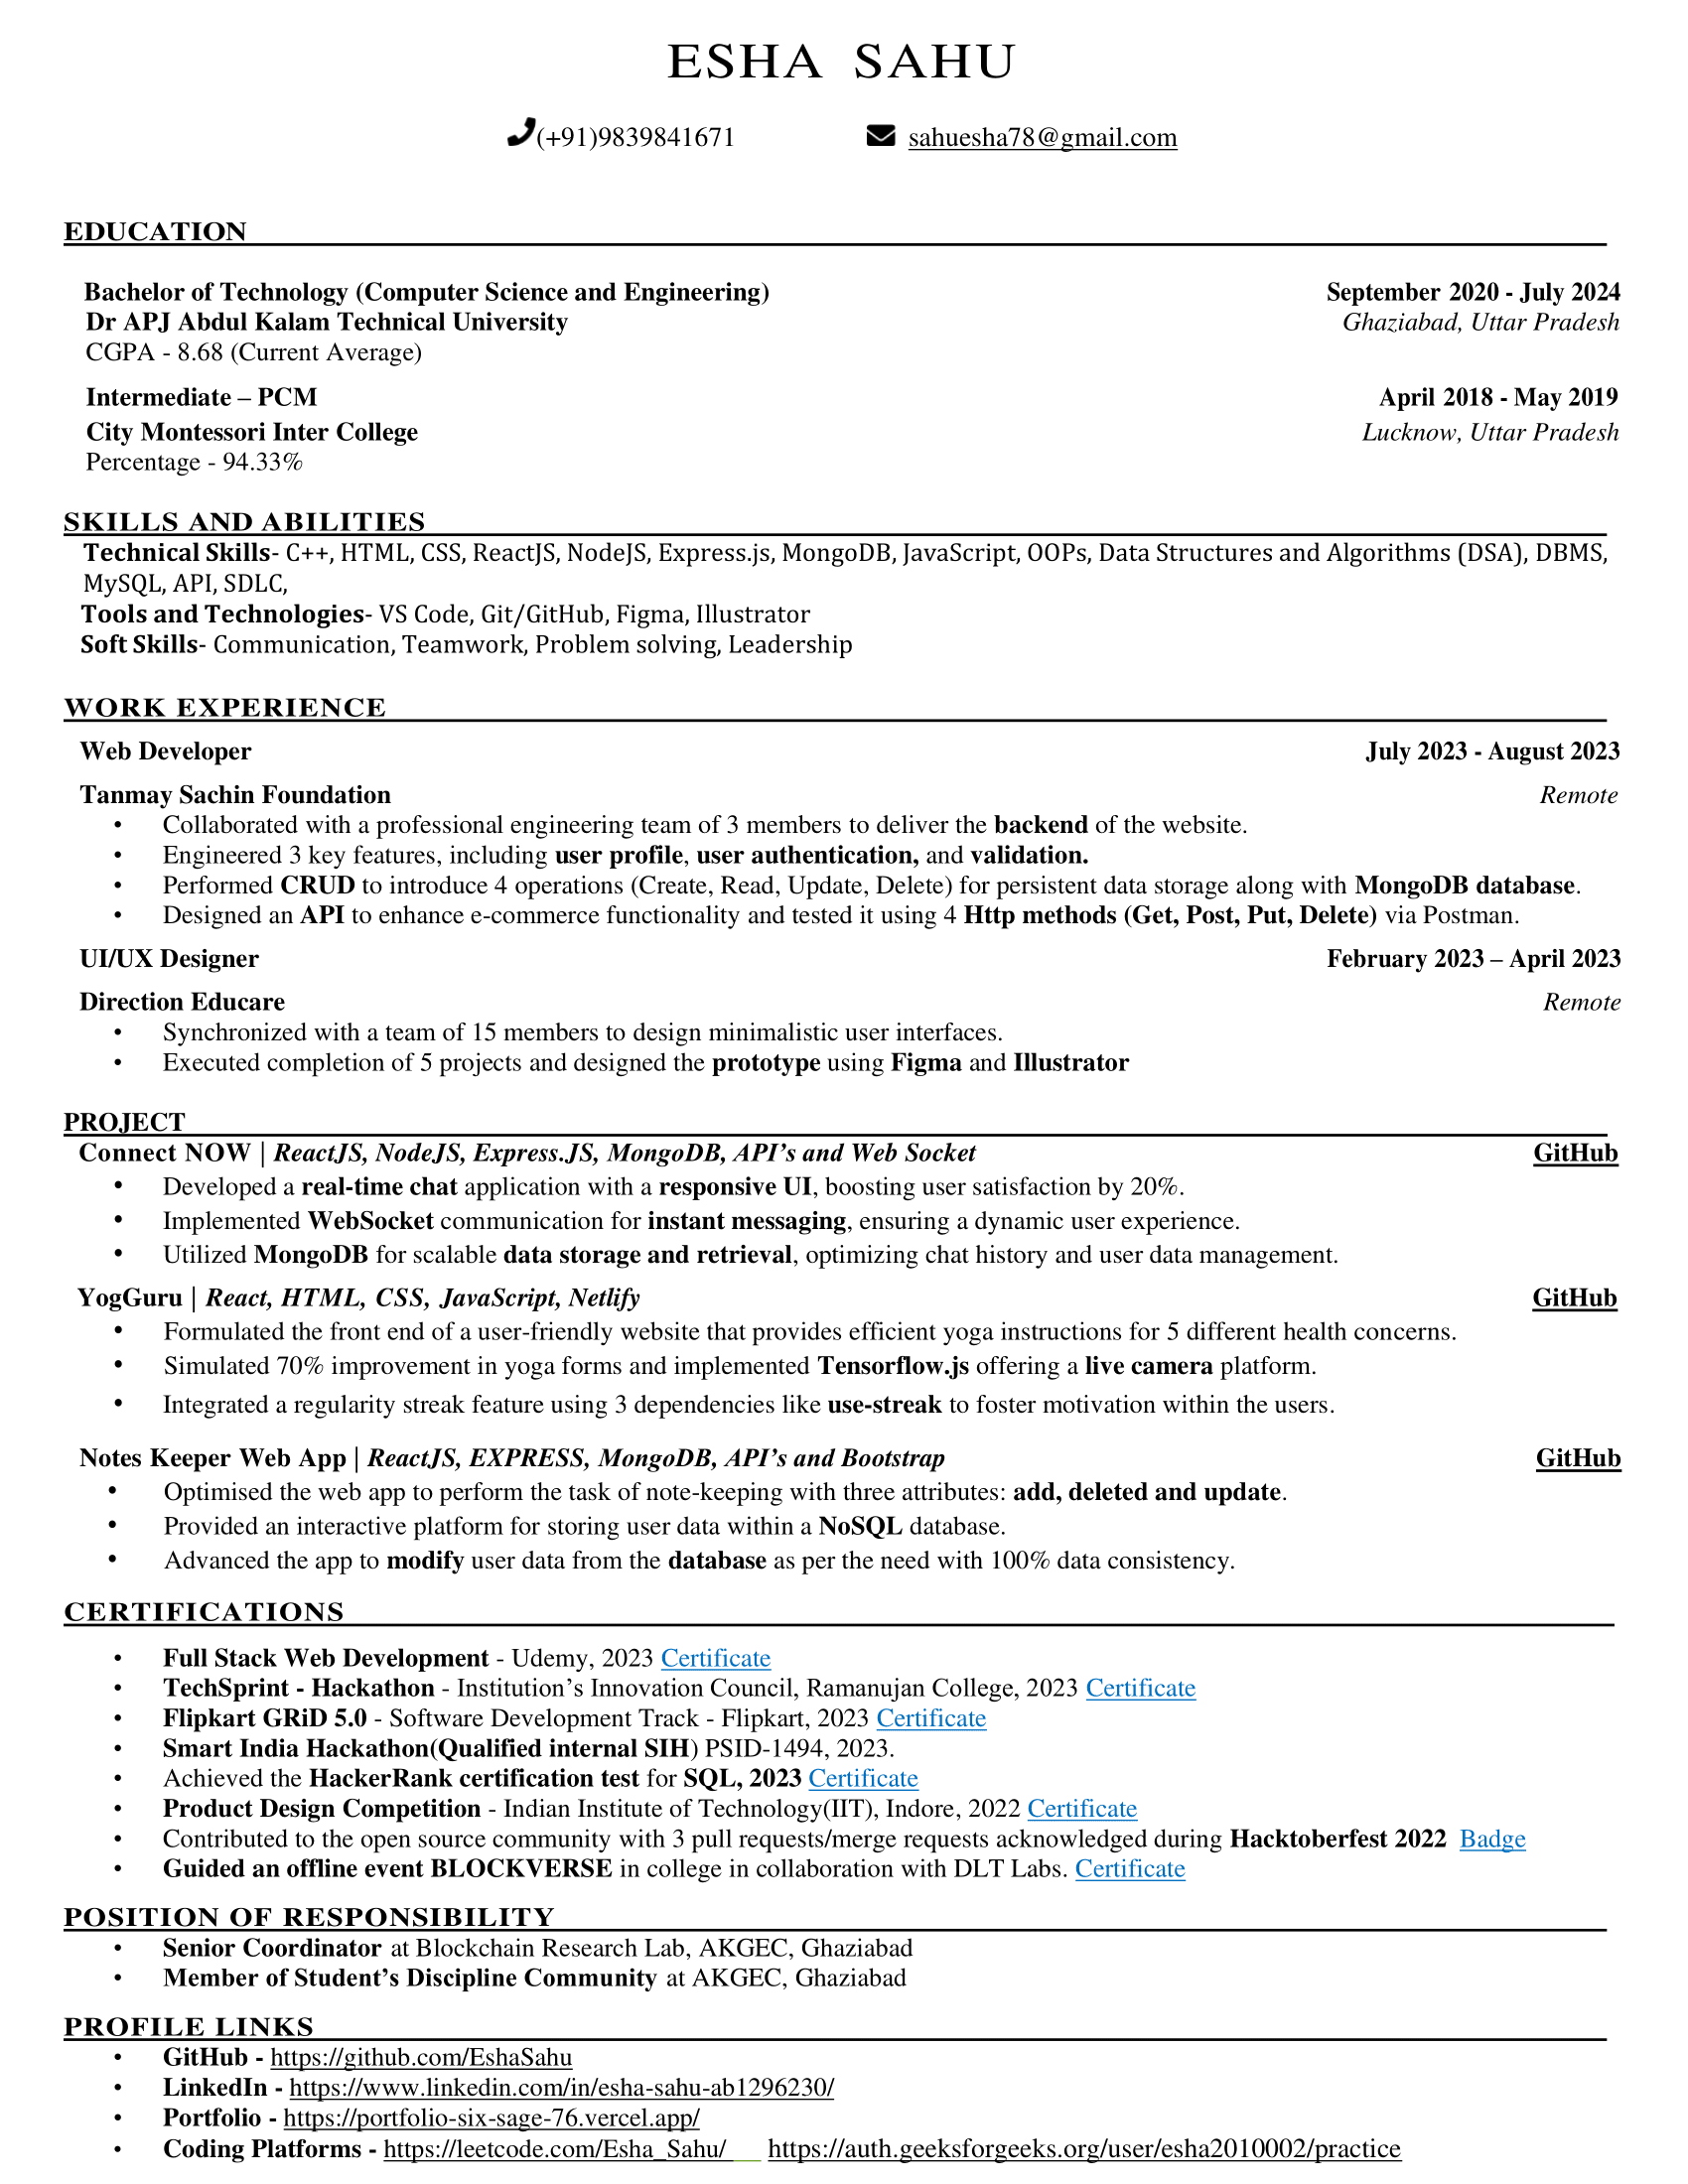 ESHA SAHU
(+91)9839841671 sahuesha78@gmail.com
EDUCATION
Bachelor of Technology (Computer Science and Engineering) September 2020 - July 2024
Dr APJ Abdul Kalam Technical University Ghaziabad, Uttar Pradesh
CGPA - 8.68 (Current Average)
Intermediate – PCM April 2018 - May 2019
City Montessori Inter College Lucknow, Uttar Pradesh
Percentage - 94.33%
SKILLS AND ABILITIES
Technical Skills- C++, HTML, CSS, ReactJS, NodeJS, Express.js, MongoDB, JavaScript, OOPs, Data Structures and Algorithms (DSA), DBMS,
MySQL, API, SDLC,
Tools and Technologies- VS Code, Git/GitHub, Figma, Illustrator
Soft Skills- Communication, Teamwork, Problem solving, Leadership
WORK EXPERIENCE
Web Developer July 2023 - August 2023
Tanmay Sachin Foundation Remote
• Collaborated with a professional engineering team of 3 members to deliver the backend of the website.
• Engineered 3 key features, including user profile, user authentication, and validation.
• Performed CRUD to introduce 4 operations (Create, Read, Update, Delete) for persistent data storage along with MongoDB database.
• Designed an API to enhance e-commerce functionality and tested it using 4 Http methods (Get, Post, Put, Delete) via Postman.
UI/UX Designer February 2023 – April 2023
Direction Educare Remote
• Synchronized with a team of 15 members to design minimalistic user interfaces.
• Executed completion of 5 projects and designed the prototype using Figma and Illustrator
PROJECT
Connect NOW | ReactJS, NodeJS, Express.JS, MongoDB, API’s and Web Socket GitHub
• Developed a real-time chat application with a responsive UI, boosting user satisfaction by 20%.
• Implemented WebSocket communication for instant messaging, ensuring a dynamic user experience.
• Utilized MongoDB for scalable data storage and retrieval, optimizing chat history and user data management.
YogGuru | React, HTML, CSS, JavaScript, Netlify GitHub
• Formulated the front end of a user-friendly website that provides efficient yoga instructions for 5 different health concerns.
• Simulated 70% improvement in yoga forms and implemented Tensorflow.js offering a live camera platform.
• Integrated a regularity streak feature using 3 dependencies like use-streak to foster motivation within the users.
Notes Keeper Web App | ReactJS, EXPRESS, MongoDB, API’s and Bootstrap GitHub
• Optimised the web app to perform the task of note-keeping with three attributes: add, deleted and update.
• Provided an interactive platform for storing user data within a NoSQL database.
• Advanced the app to modify user data from the database as per the need with 100% data consistency.
CERTIFICATIONS
• Full Stack Web Development - Udemy, 2023 Certificate
• TechSprint - Hackathon - Institution’s Innovation Council, Ramanujan College, 2023 Certificate
• Flipkart GRiD 5.0 - Software Development Track - Flipkart, 2023 Certificate
• Smart India Hackathon(Qualified internal SIH) PSID-1494, 2023.
• Achieved the HackerRank certification test for SQL, 2023 Certificate
• Product Design Competition - Indian Institute of Technology(IIT), Indore, 2022 Certificate
• Contributed to the open source community with 3 pull requests/merge requests acknowledged during Hacktoberfest 2022 Badge
• Guided an offline event BLOCKVERSE in college in collaboration with DLT Labs. Certificate
POSITION OF RESPONSIBILITY
• Senior Coordinator at Blockchain Research Lab, AKGEC, Ghaziabad
• Member of Student’s Discipline Community at AKGEC, Ghaziabad
PROFILE LINKS
• GitHub - https://github.com/EshaSahu
• LinkedIn - https://www.linkedin.com/in/esha-sahu-ab1296230/
• Portfolio - https://portfolio-six-sage-76.vercel.app/
• Coding Platforms - https://leetcode.com/Esha_Sahu/ https://auth.geeksforgeeks.org/user/esha2010002/practice